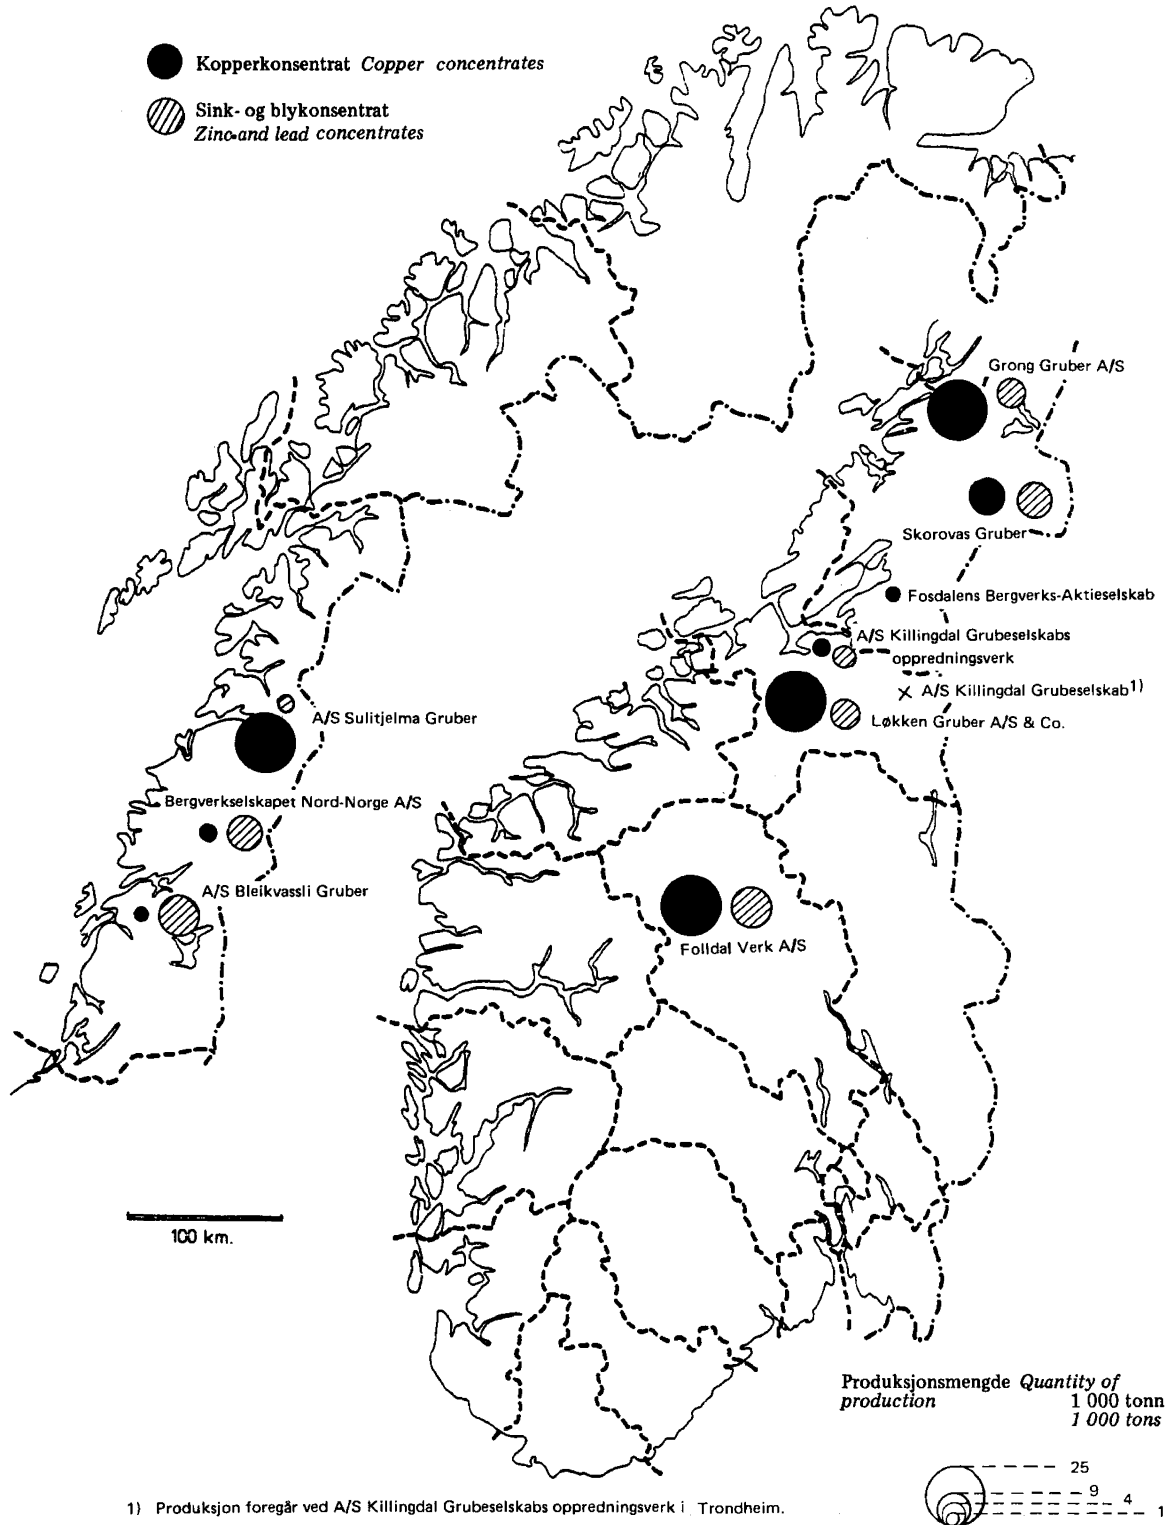 Kopperkonsentrat Copper concentrates
Sink- og blykonsentrat
Zinc-and lead concentrates
Grong Gruber A/S
Skorovas Gruber
Fosdalens Bergverks-Aktieselskab
A/S Killingdal Grubeselskabs
oppredningsverk
A/S Killingdal Grubeselskab1)
Løkken Gruber A/S & Co.
A/S Sulitjelma Gruber
Bergverkselskapet Nord-Norge A/S
A/S Bleikvassli Gruber
Folldal Verk A/S
100 km.
Produksjonsmengde Quantity of
production
1 000 tonn
1 000 tons
25
9
4
1
1) Produksjon foregår ved A/S Killingdal Grubeselskabs oppredningsverk i Trondheim.